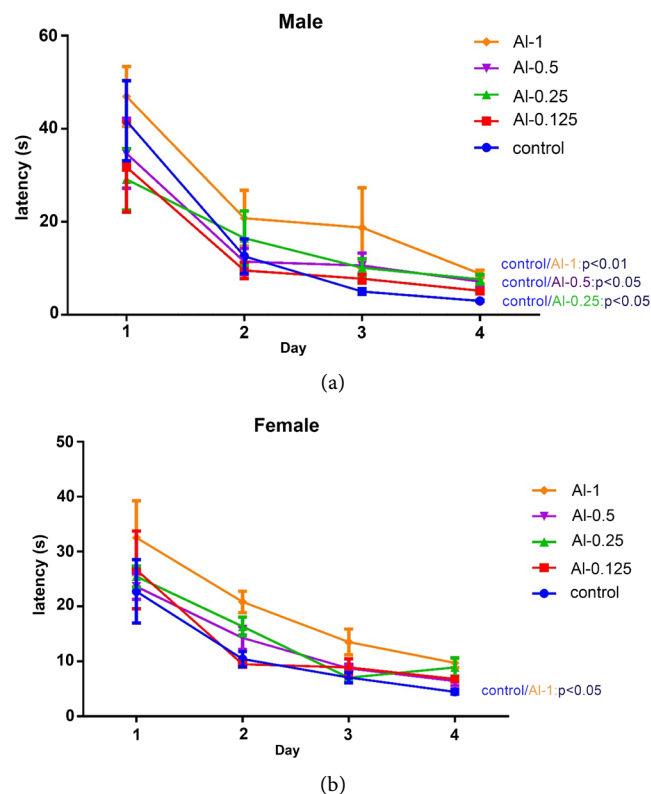 Male
60
40
20
0
latency (s)
1 2 3 4
Day
Al-1
Al-0.5
Al-0.25
Al-0.125
control
control/Al-1:p<0.01
control/Al-0.5:p<0.05
control/Al-0.25:p<0.05
(a)
Female
50
40
30
20
10
0
latency (s)
1 2 3 4
Day
Al-1
Al-0.5
Al-0.25
Al-0.125
control
control/Al-1:p<0.05
(b)